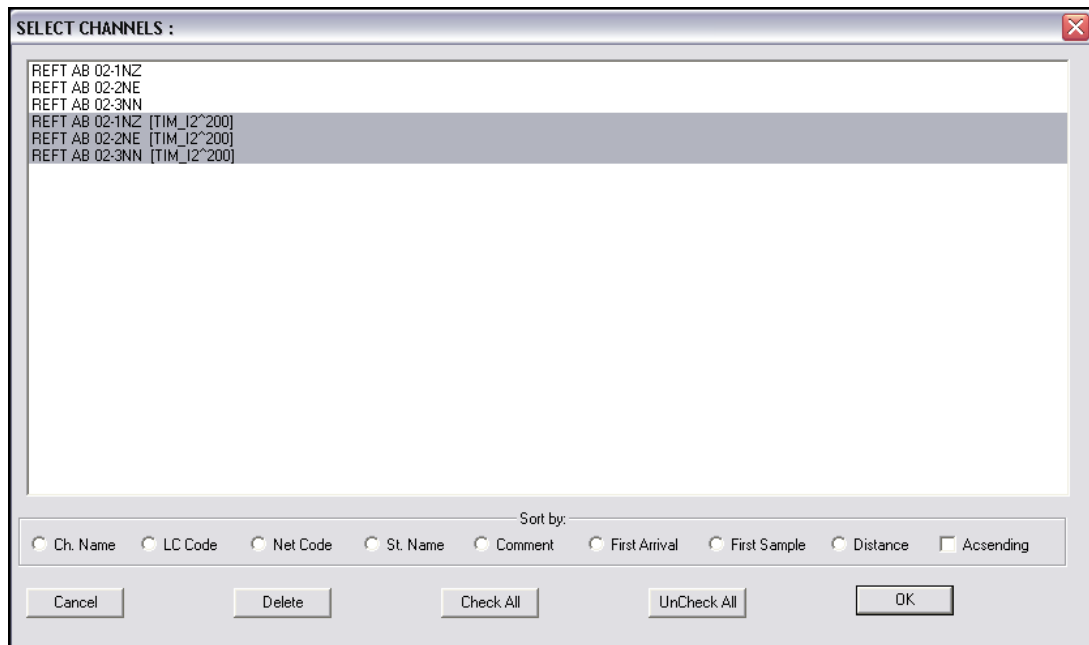 SELECT CHANNELS :
REFT AB 02-1NZ
REFT AB 02-2NE
REFT AB 02-3NN
REFT AB 02-1NZ [TIM_I2^200]
REFT AB 02-2NE [TIM_I2^200]
REFT AB 02-3NN [TIM_I2^200]
Sort by:
Ch. Name LC Code Net Code St. Name Comment First Arrival First Sample Distance Acsending
Cancel Delete Check All UnCheck All OK